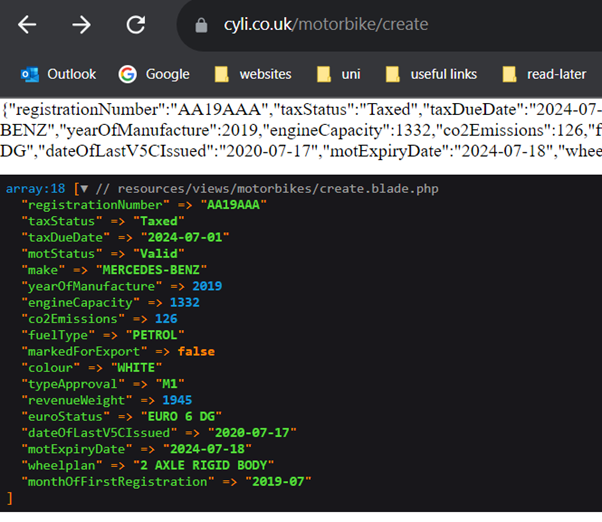 cyli.co.uk/motorbike/create
Outlook Google websites uni useful links read-later
{"registrationNumber":"AA19AAA","taxStatus":"Taxed","taxDueDate":"2024-07-
BENZ","yearOfManufacture":2019,"engineCapacity":1332,"co2Emissions":126,"f
DG","dateOfLastV5CIssued":"2020-07-17","motExpiryDate":"2024-07-18","whee
array:18 [▼ // resources/views/motorbikes/create.blade.php
"registrationNumber" => "AA19AAA"
"taxStatus" => "Taxed"
"taxDueDate" => "2024-07-01"
"motStatus" => "Valid"
"make" => "MERCEDES-BENZ"
"yearOfManufacture" => 2019
"engineCapacity" => 1332
"co2Emissions" => 126
"fuelType" => "PETROL"
"markedForExport" => false
"colour" => "WHITE"
"typeApproval" => "M1"
"revenueWeight" => 1945
"euroStatus" => "EURO 6 DG"
"dateOfLastV5CIssued" => "2020-07-17"
"motExpiryDate" => "2024-07-18"
"wheelplan" => "2 AXLE RIGID BODY"
"monthOfFirstRegistration" => "2019-07"
]